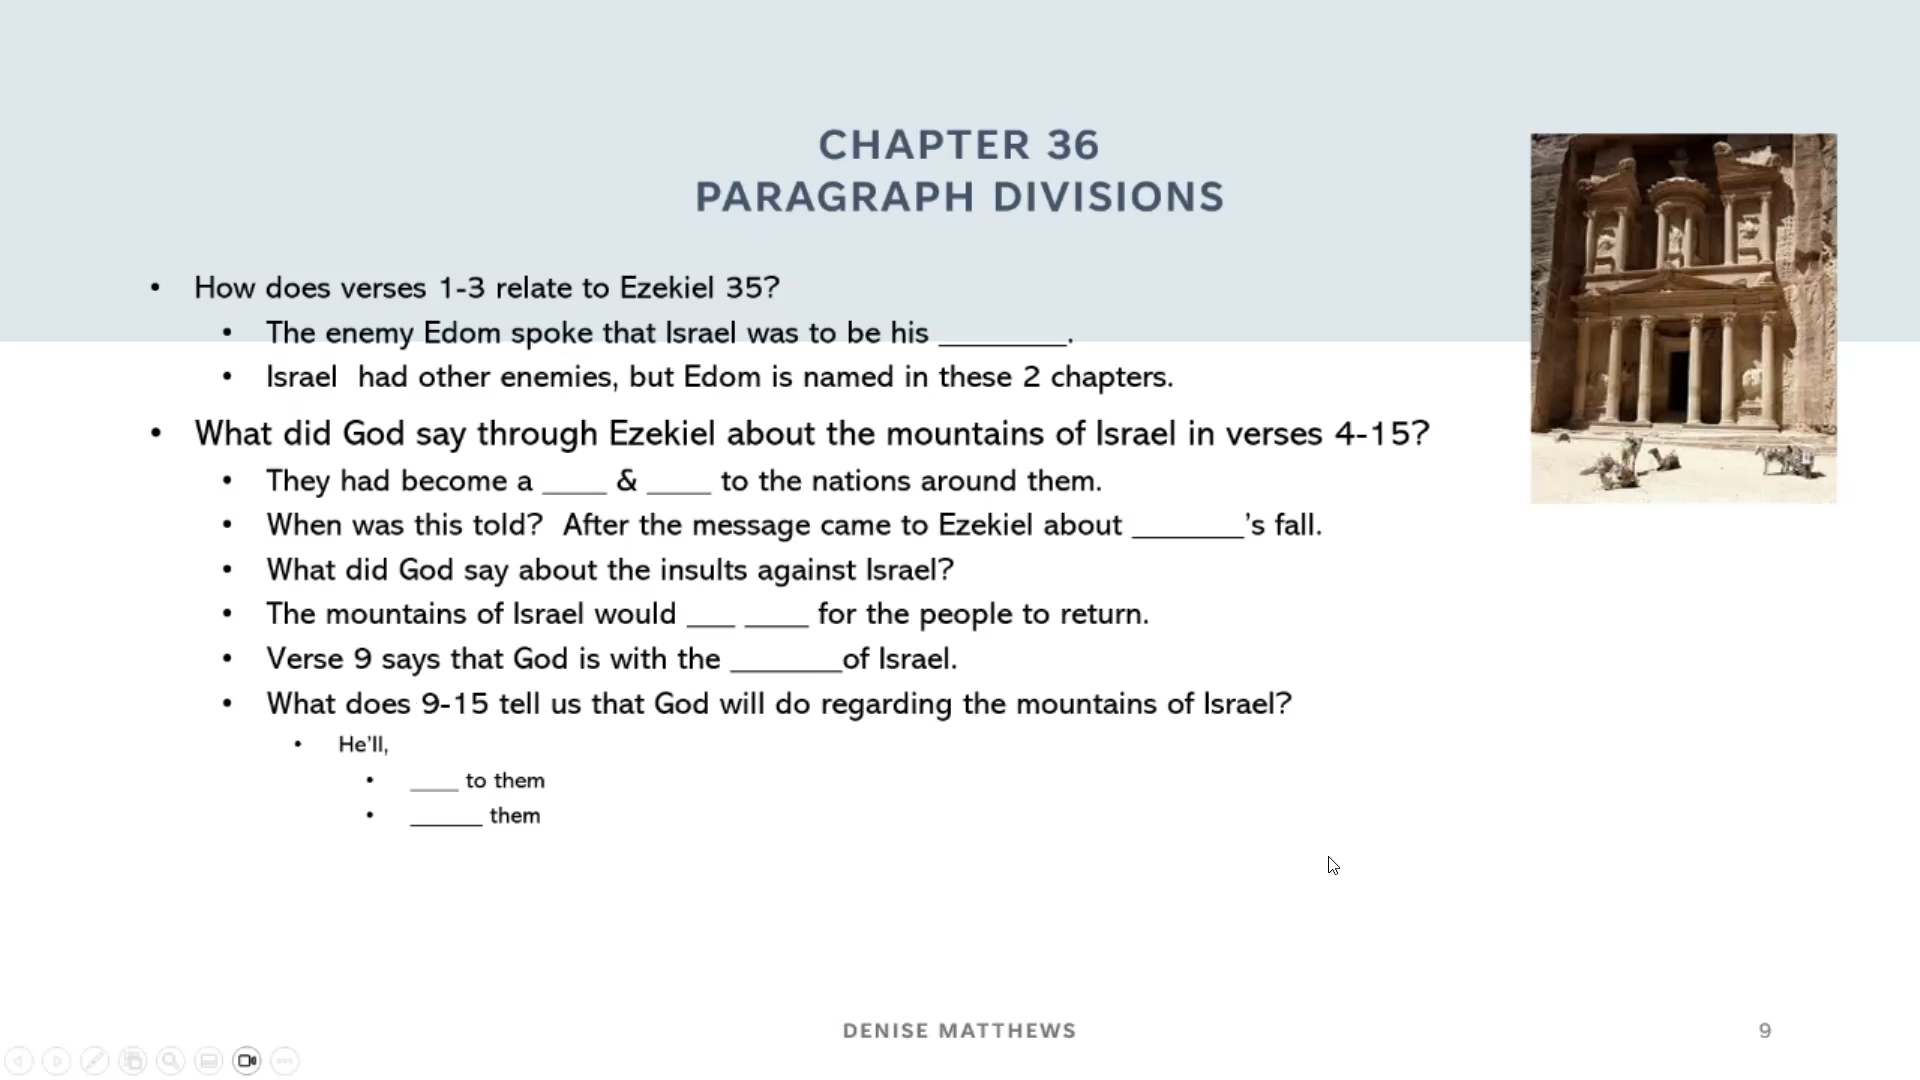 CHAPTER 36
PARAGRAPH DIVISIONS
• How does verses 1-3 relate to Ezekiel 35?
• The enemy Edom spoke that Israel was to be his ________.
• Israel  had other enemies, but Edom is named in these 2 chapters.
• What did God say through Ezekiel about the mountains of Israel in verses 4-15?
• They had become a ____ & ____ to the nations around them.
• When was this told?  After the message came to Ezekiel about _______’s fall.
• What did God say about the insults against Israel?
• The mountains of Israel would ___ ____ for the people to return.
• Verse 9 says that God is with the _______of Israel.
• What does 9-15 tell us that God will do regarding the mountains of Israel?
• He’ll,
• ____ to them
• ______ them
DENISE MATTHEWS
9